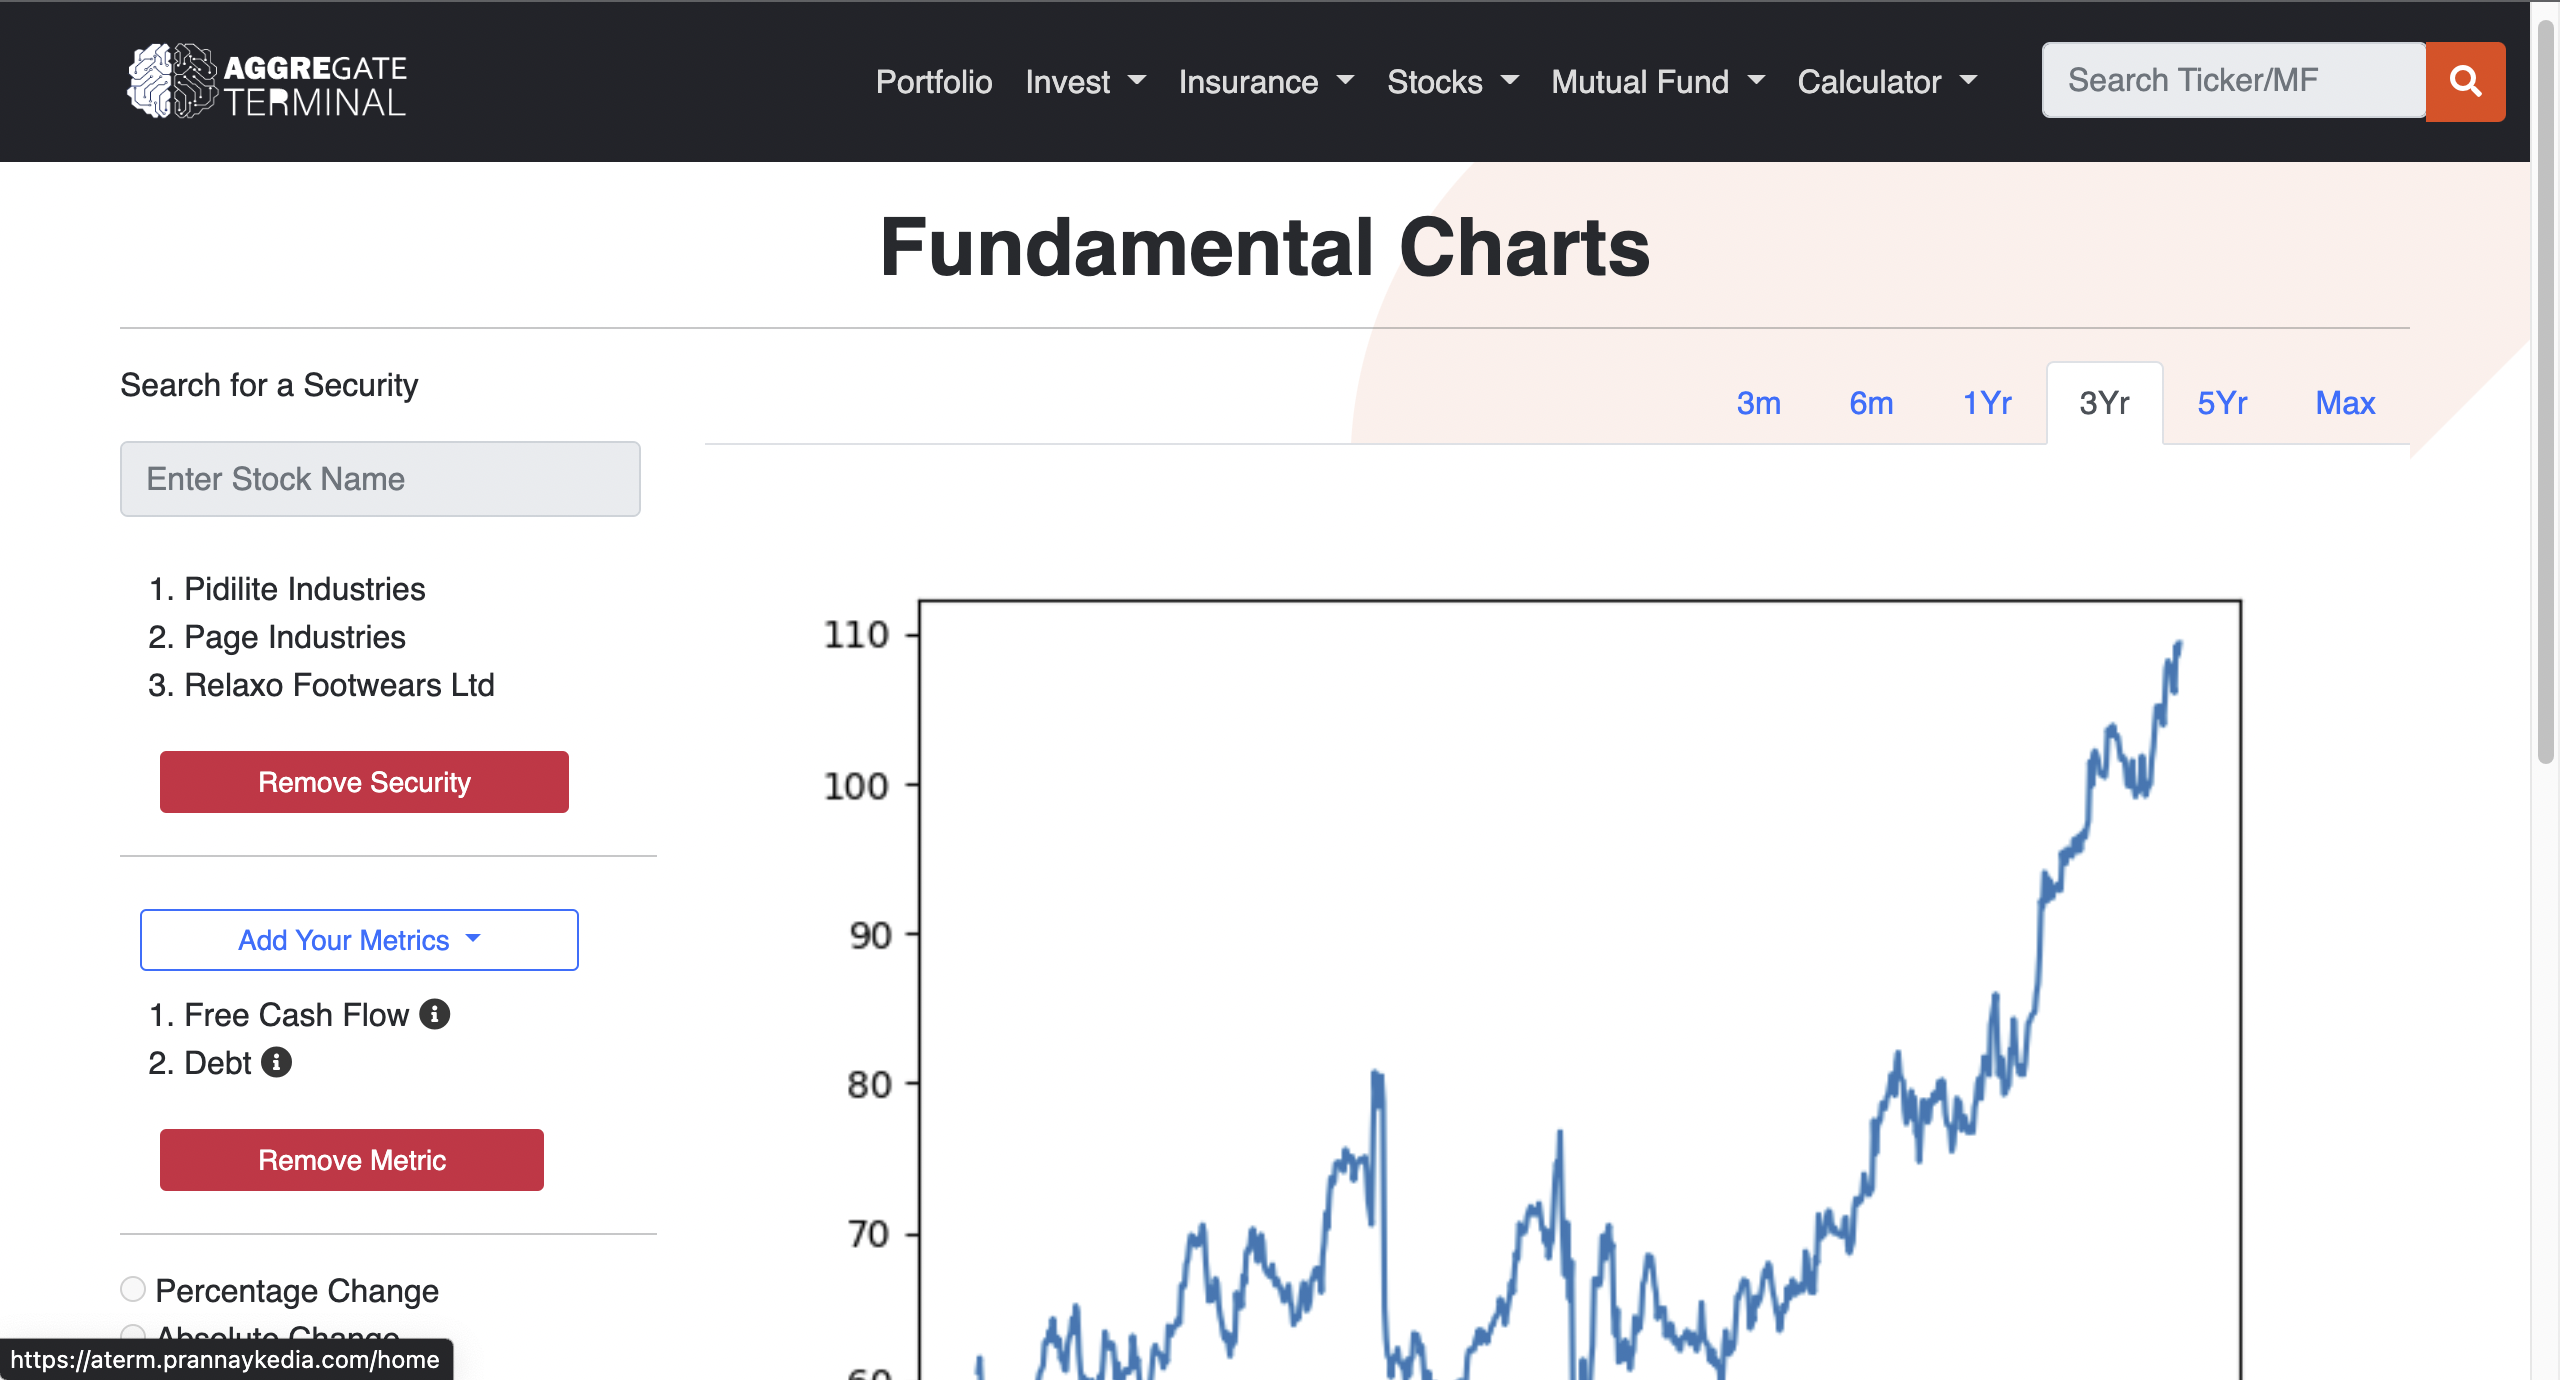 AGGREGATE
TERMINAL
Portfolio Invest Insurance Stocks Mutual Fund Calculator Search Ticker/MF
Fundamental Charts
Search for a Security
3m 6m 1Yr 3Yr 5Yr Max
Enter Stock Name
1. Pidilite Industries
2. Page Industries
3. Relaxo Footwears Ltd
Remove Security
Add Your Metrics
1. Free Cash Flow
2. Debt
Remove Metric
Percentage Change
Absolute Change
https://aterm.prannaykedia.com/home
110
100
90
80
70
60